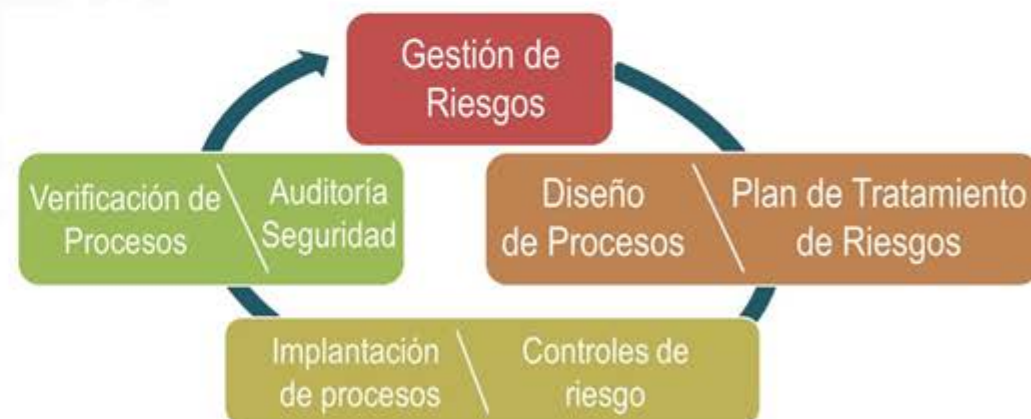 Gestión de
Riesgos
Verificación de
Procesos
Auditoría
Seguridad
Diseño
de Procesos
Plan de Tratamiento
de Riesgos
Implantación
de procesos
Controles de
riesgo